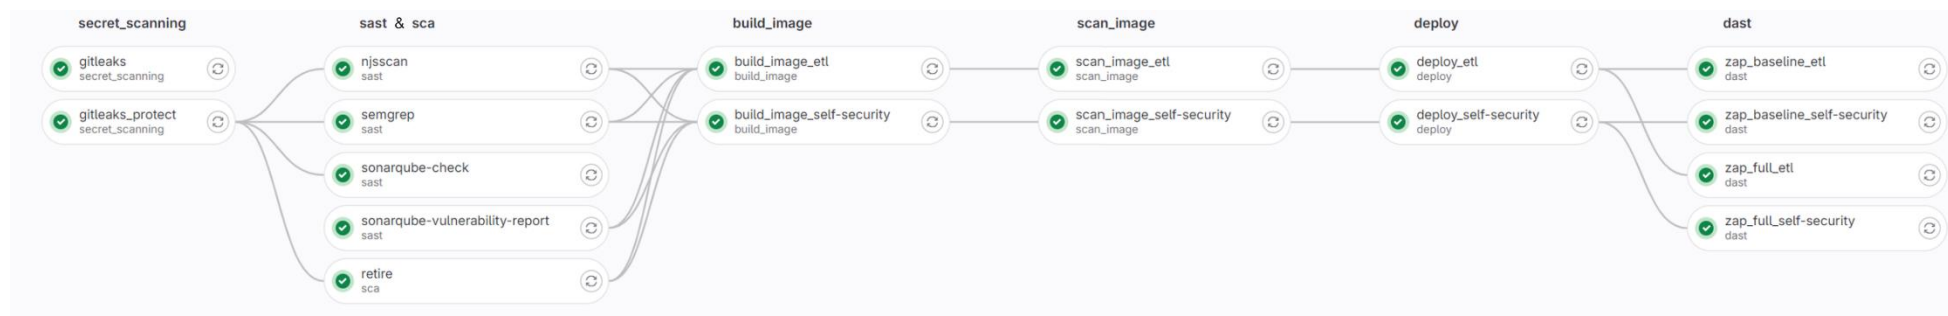 secret_scanning
gitleaks
secret_scanning
gitleaks_protect
secret_scanning
sast & sca
njsscan
sast
semgrep
sast
sonarqube-check
sast
sonarqube-vulnerability-report
sast
retire
sca
build_image
build_image_etl
build_image
build_image_self-security
build_image
scan_image
scan_image_etl
scan_image
scan_image_self-security
scan_image
deploy
deploy_etl
deploy
deploy_self-security
deploy
dast
zap_baseline_etl
dast
zap_baseline_self-security
dast
zap_full_etl
dast
zap_full_self-security
dast